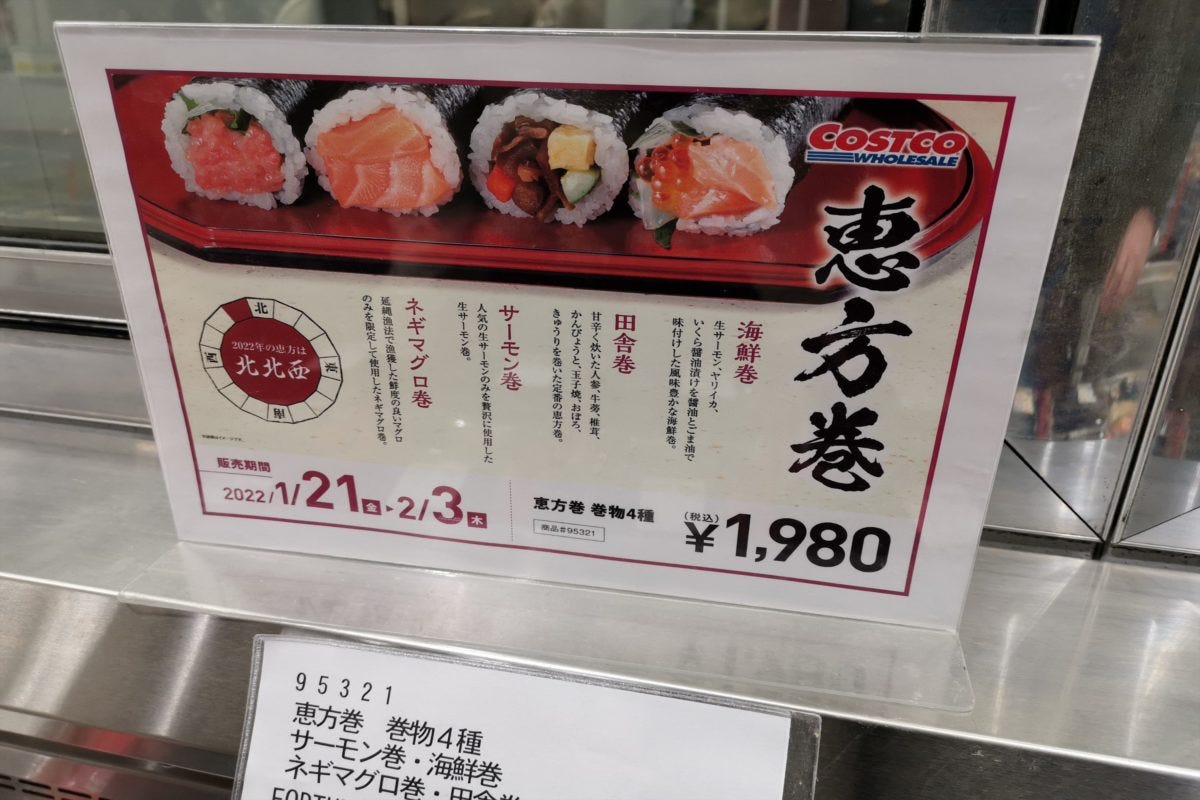 COSTCO
WHOLESALE
恵方巻
海鮮巻
生サーモン、ヤリイカ、
いくら醤油漬けを醤油とごま油で
味付けした風味豊かな海鮮巻。
田舎巻
甘辛く炊いた人参、牛蒡、椎茸、
かんぴょうと、玉子焼、おぼろ、
きゅうりを巻いた定番の恵方巻。
サーモン巻
人気の生サーモンのみを贅沢に使用した
生サーモン巻。
ネギマグロ巻
延縄漁法で漁獲した鮮度の良いマグロ
のみを限定して使用したネギマグロ巻。
北
東
南
西
2022年の恵方は
北北西
販売期間
2022/1/21金▸2/3木
恵方巻 巻物4種
商品#95321
(税込)
¥1,980
95321
恵方巻 巻物4種
サーモン巻・海鮮巻
ネギマグロ巻・田舎巻